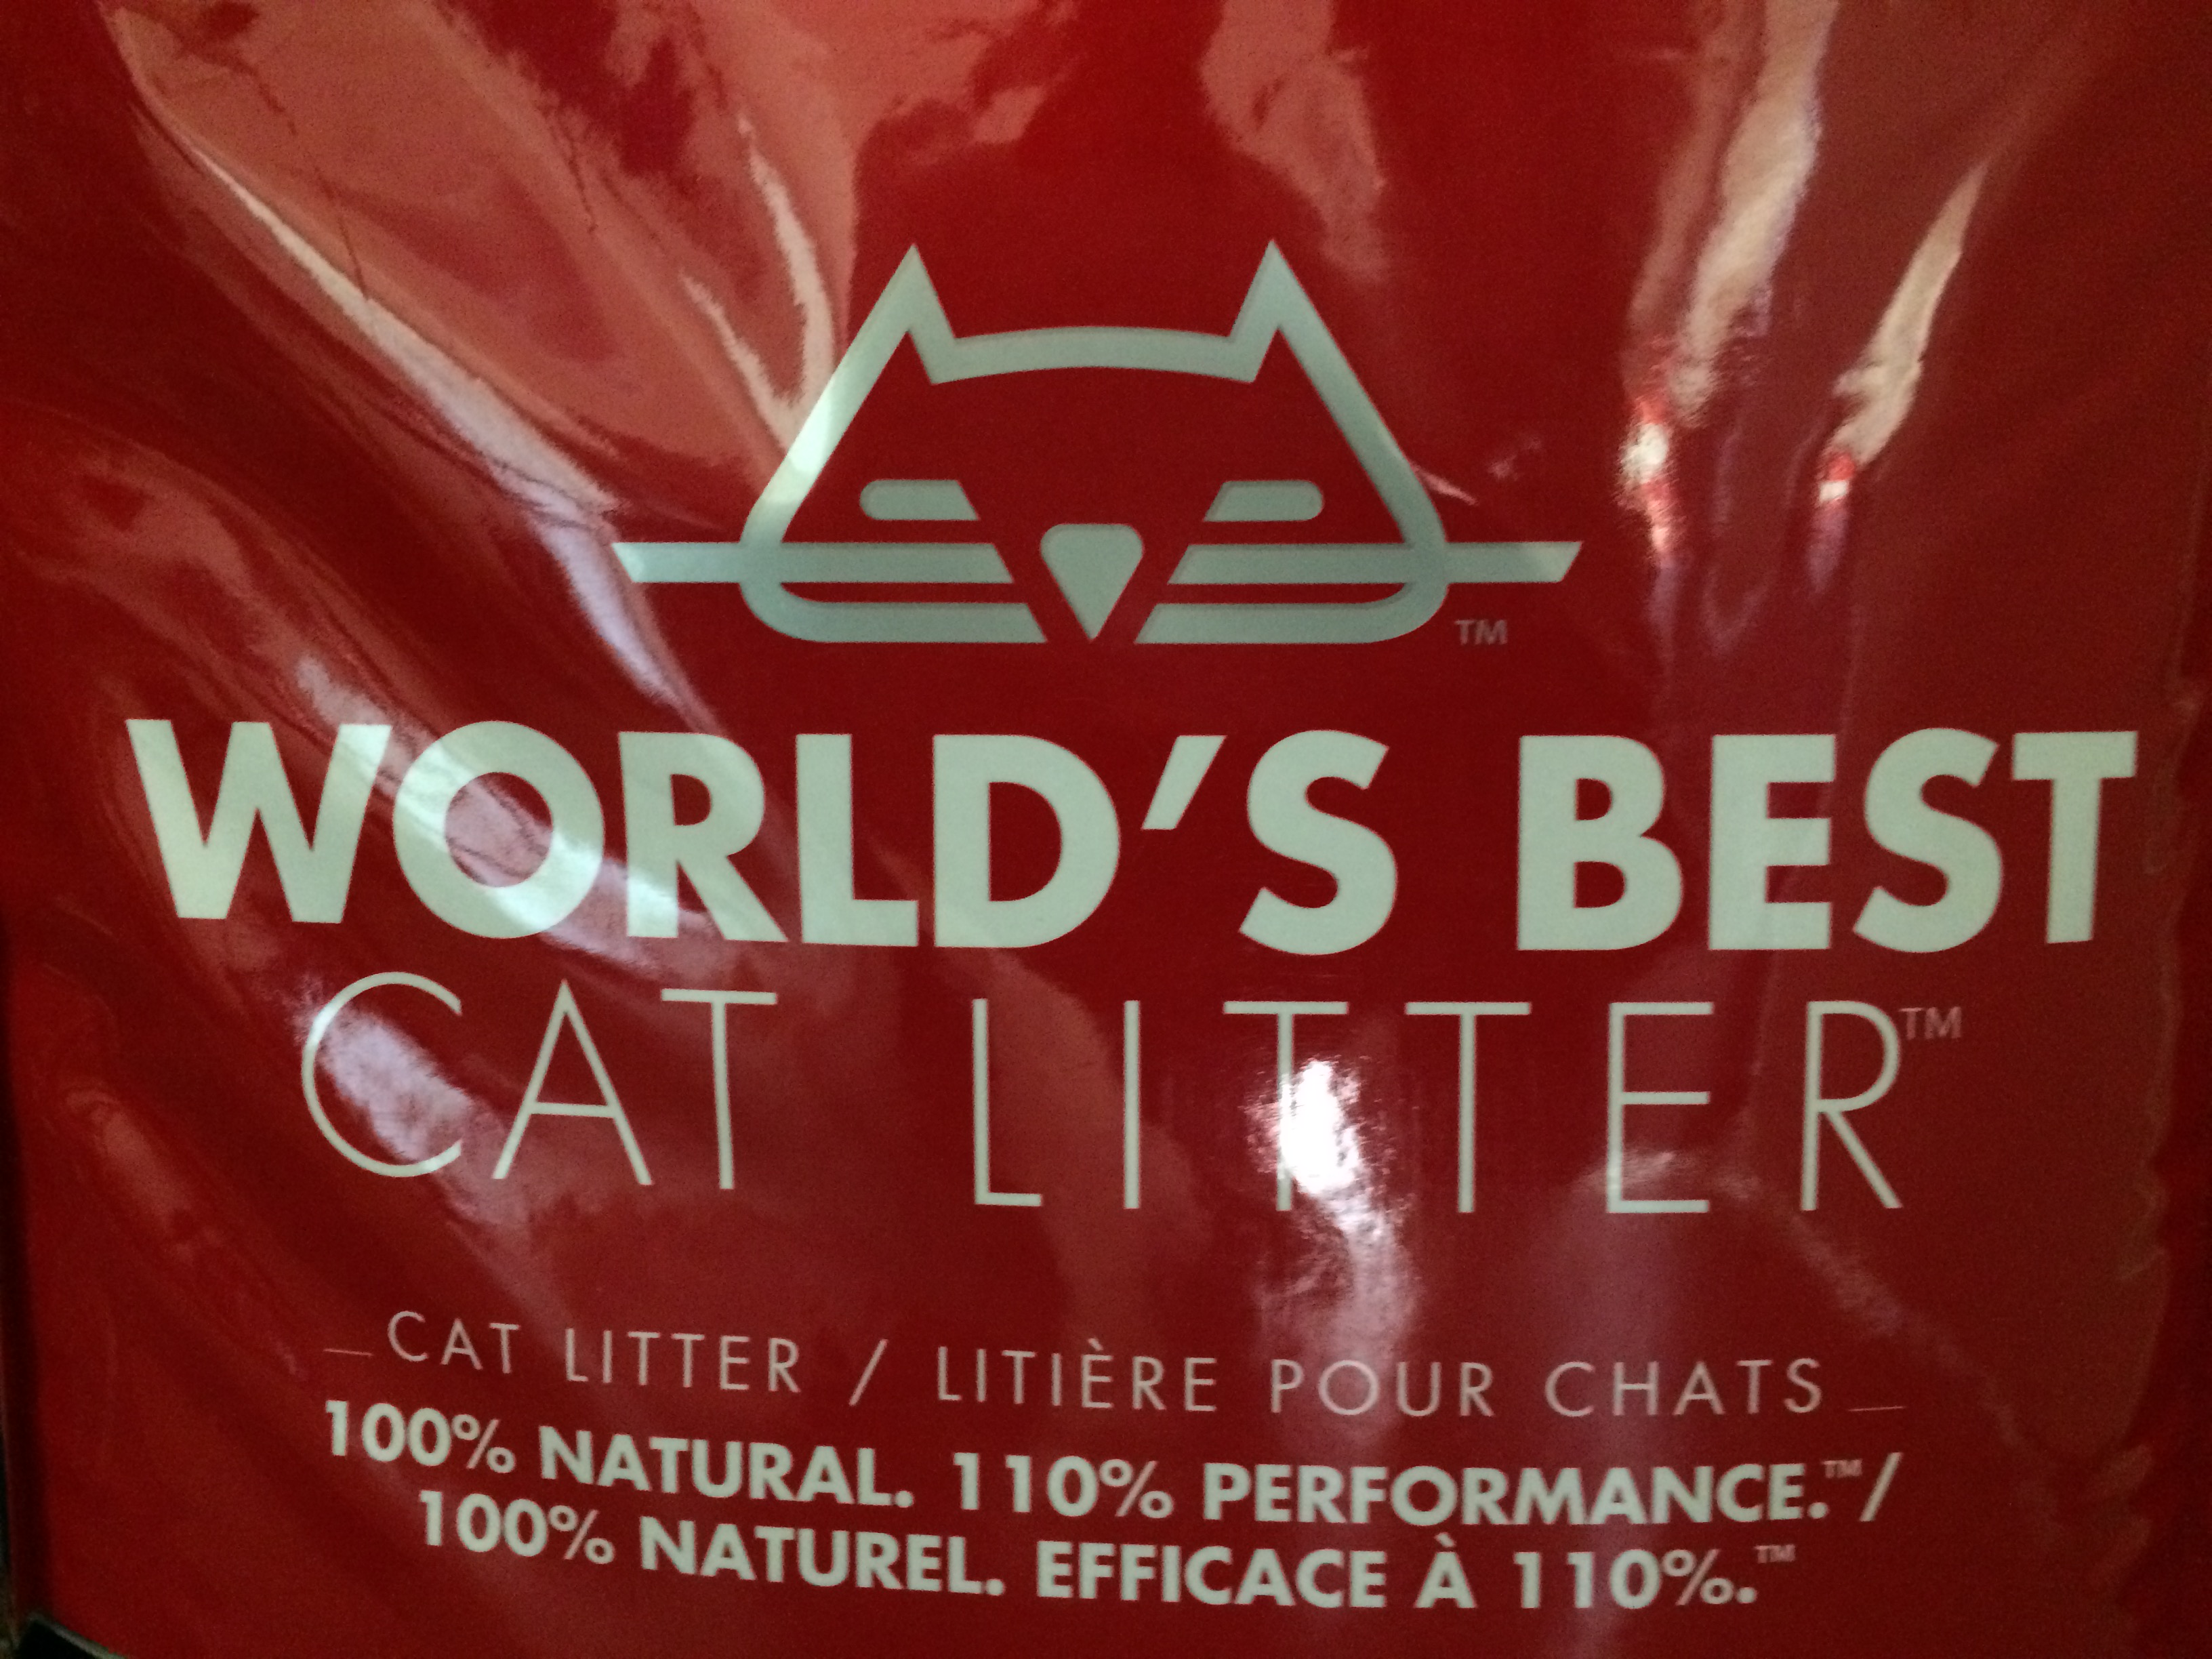 TM
WORLD'S BEST
CAT LITTER™
CAT LITTER / LITIÈRE POUR CHATS
100% NATURAL. 110% PERFORMANCE.™/
100% NATUREL. EFFICACE À 110%.™